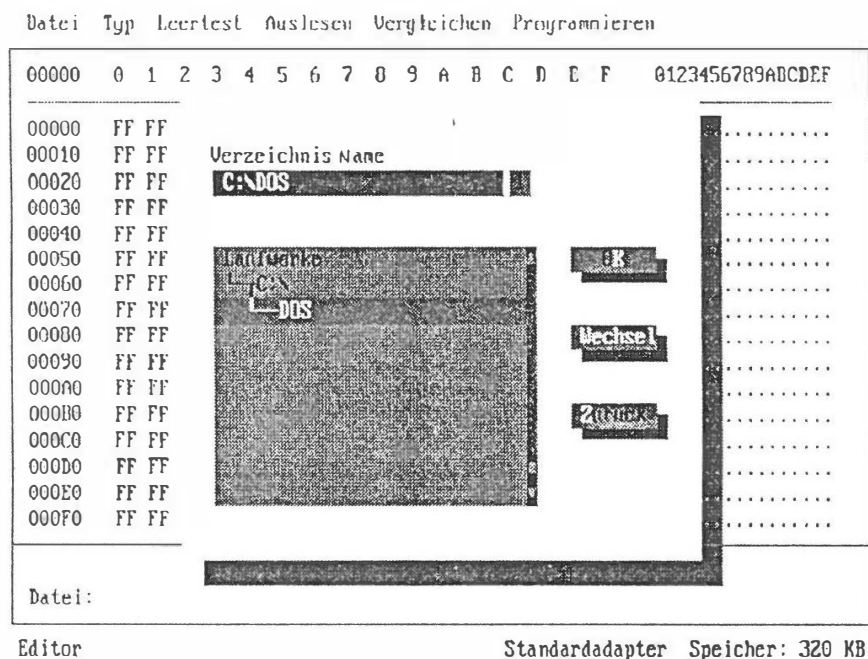 Datei Typ Leertest Auslesen Vergleichen Programmieren
00000 0 1 2 3 4 5 6 7 8 9 A B C D E F 0123456789ABCDEF
00000 FF FF ..........
00010 FF FF Verzeichnis Name ..........
00020 FF FF C:\DOS ..........
00030 FF FF ..........
00040 FF FF ..........
00050 FF FF Laufwerke OK ..........
00060 FF FF C:\ ..........
00070 FF FF DOS ..........
00080 FF FF Wechsel ..........
00090 FF FF ..........
000A0 FF FF ..........
000B0 FF FF Zurück ..........
000C0 FF FF ..........
000D0 FF FF ..........
000E0 FF FF ..........
000F0 FF FF ..........
Datei:
Editor Standardadapter Speicher: 320 KB